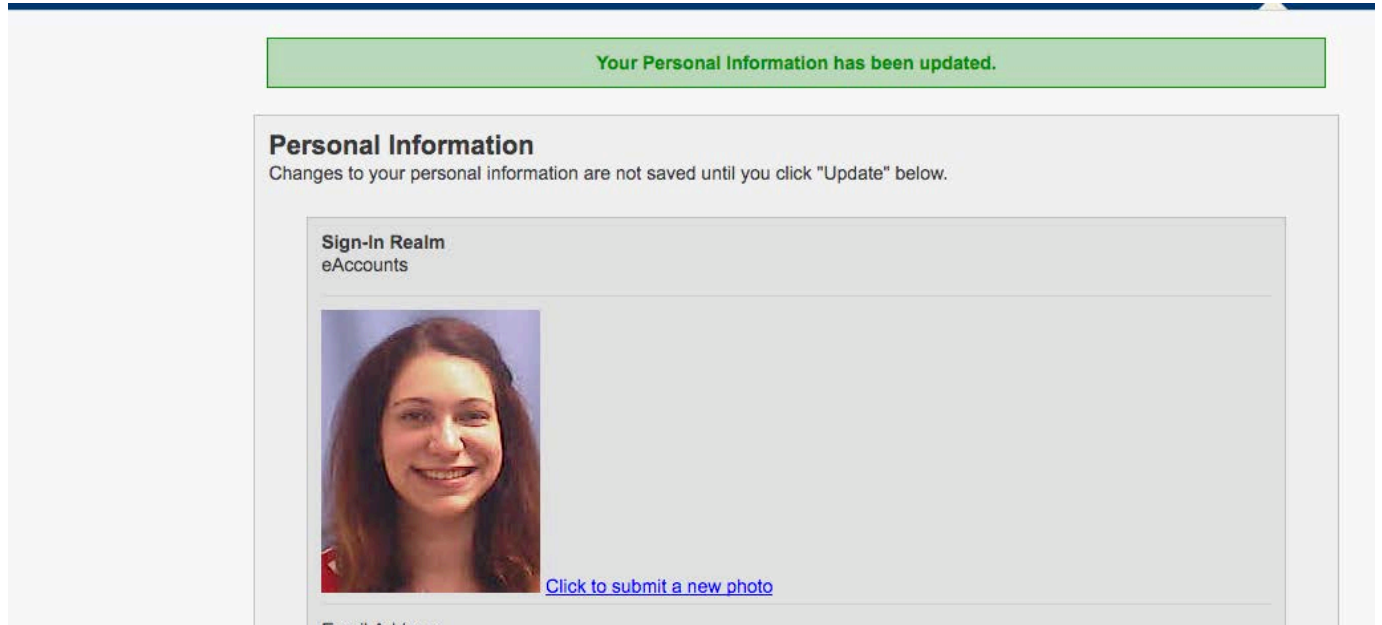 Your Personal Information has been updated.
Personal Information
Changes to your personal information are not saved until you click "Update" below.
Sign-In Realm
eAccounts
Click to submit a new photo